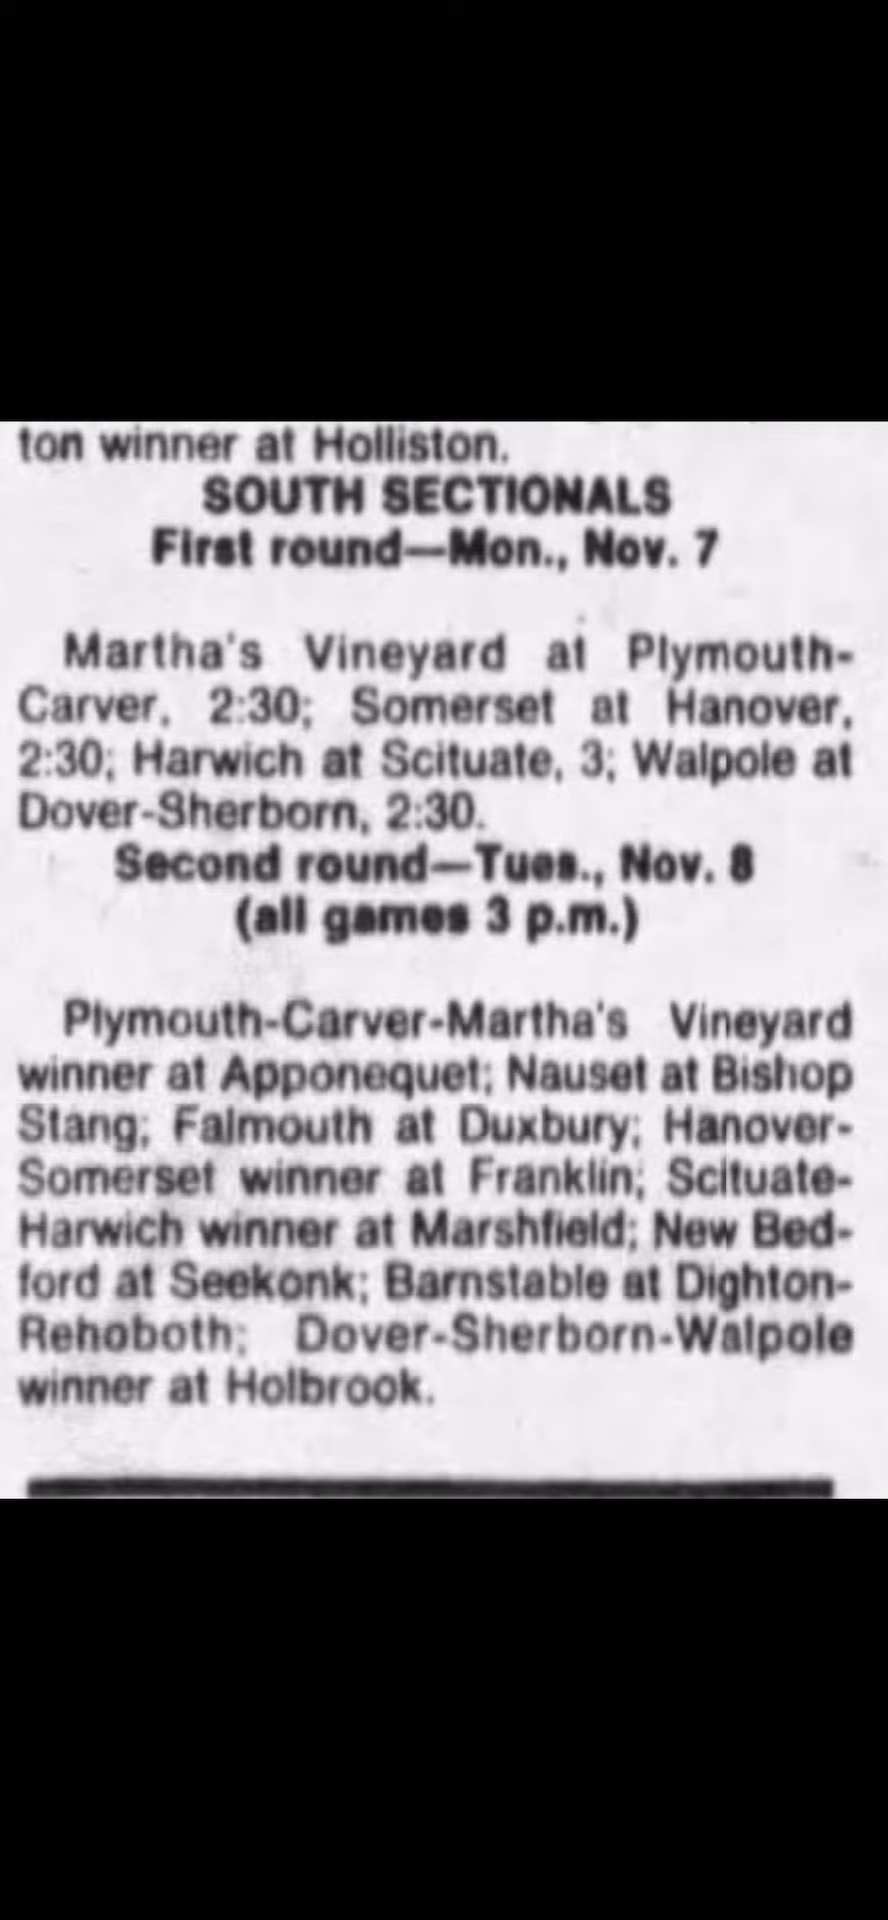 ton winner at Holliston.
SOUTH SECTIONALS
First round—Mon., Nov. 7
Martha's Vineyard at Plymouth-
Carver, 2:30; Somerset at Hanover,
2:30; Harwich at Scituate, 3; Walpole at
Dover-Sherborn, 2:30.
Second round—Tues., Nov. 8
(all games 3 p.m.)
Plymouth-Carver-Martha's Vineyard
winner at Apponequet; Nauset at Bishop
Stang; Falmouth at Duxbury; Hanover-
Somerset winner at Franklin; Scituate-
Harwich winner at Marshfield; New Bed-
ford at Seekonk; Barnstable at Dighton-
Rehoboth; Dover-Sherborn-Walpole
winner at Holbrook.